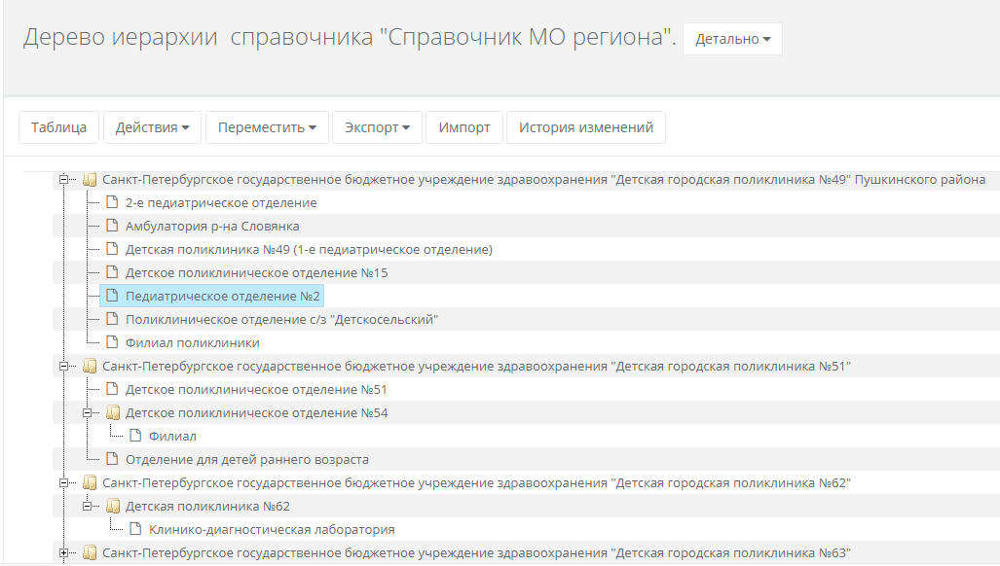 Дерево иерархии справочника "Справочник МО региона". Детально
Таблица Действия Переместить Экспорт Импорт История изменений
Санкт-Петербургское государственное бюджетное учреждение здравоохранения "Детская городская поликлиника №49" Пушкинского района
2-е педиатрическое отделение
Амбулатория р-на Словянка
Детская поликлиника №49 (1-е педиатрическое отделение)
Детское поликлиническое отделение №15
Педиатрическое отделение №2
Поликлиническое отделение с/з "Детскосельский"
Филиал поликлиники
Санкт-Петербургское государственное бюджетное учреждение здравоохранения "Детская городская поликлиника №51"
Детское поликлиническое отделение №51
Детское поликлиническое отделение №54
Филиал
Отделение для детей раннего возраста
Санкт-Петербургское государственное бюджетное учреждение здравоохранения "Детская городская поликлиника №62"
Детская поликлиника №62
Клинико-диагностическая лаборатория
Санкт-Петербургское государственное бюджетное учреждение здравоохранения "Детская городская поликлиника №63"